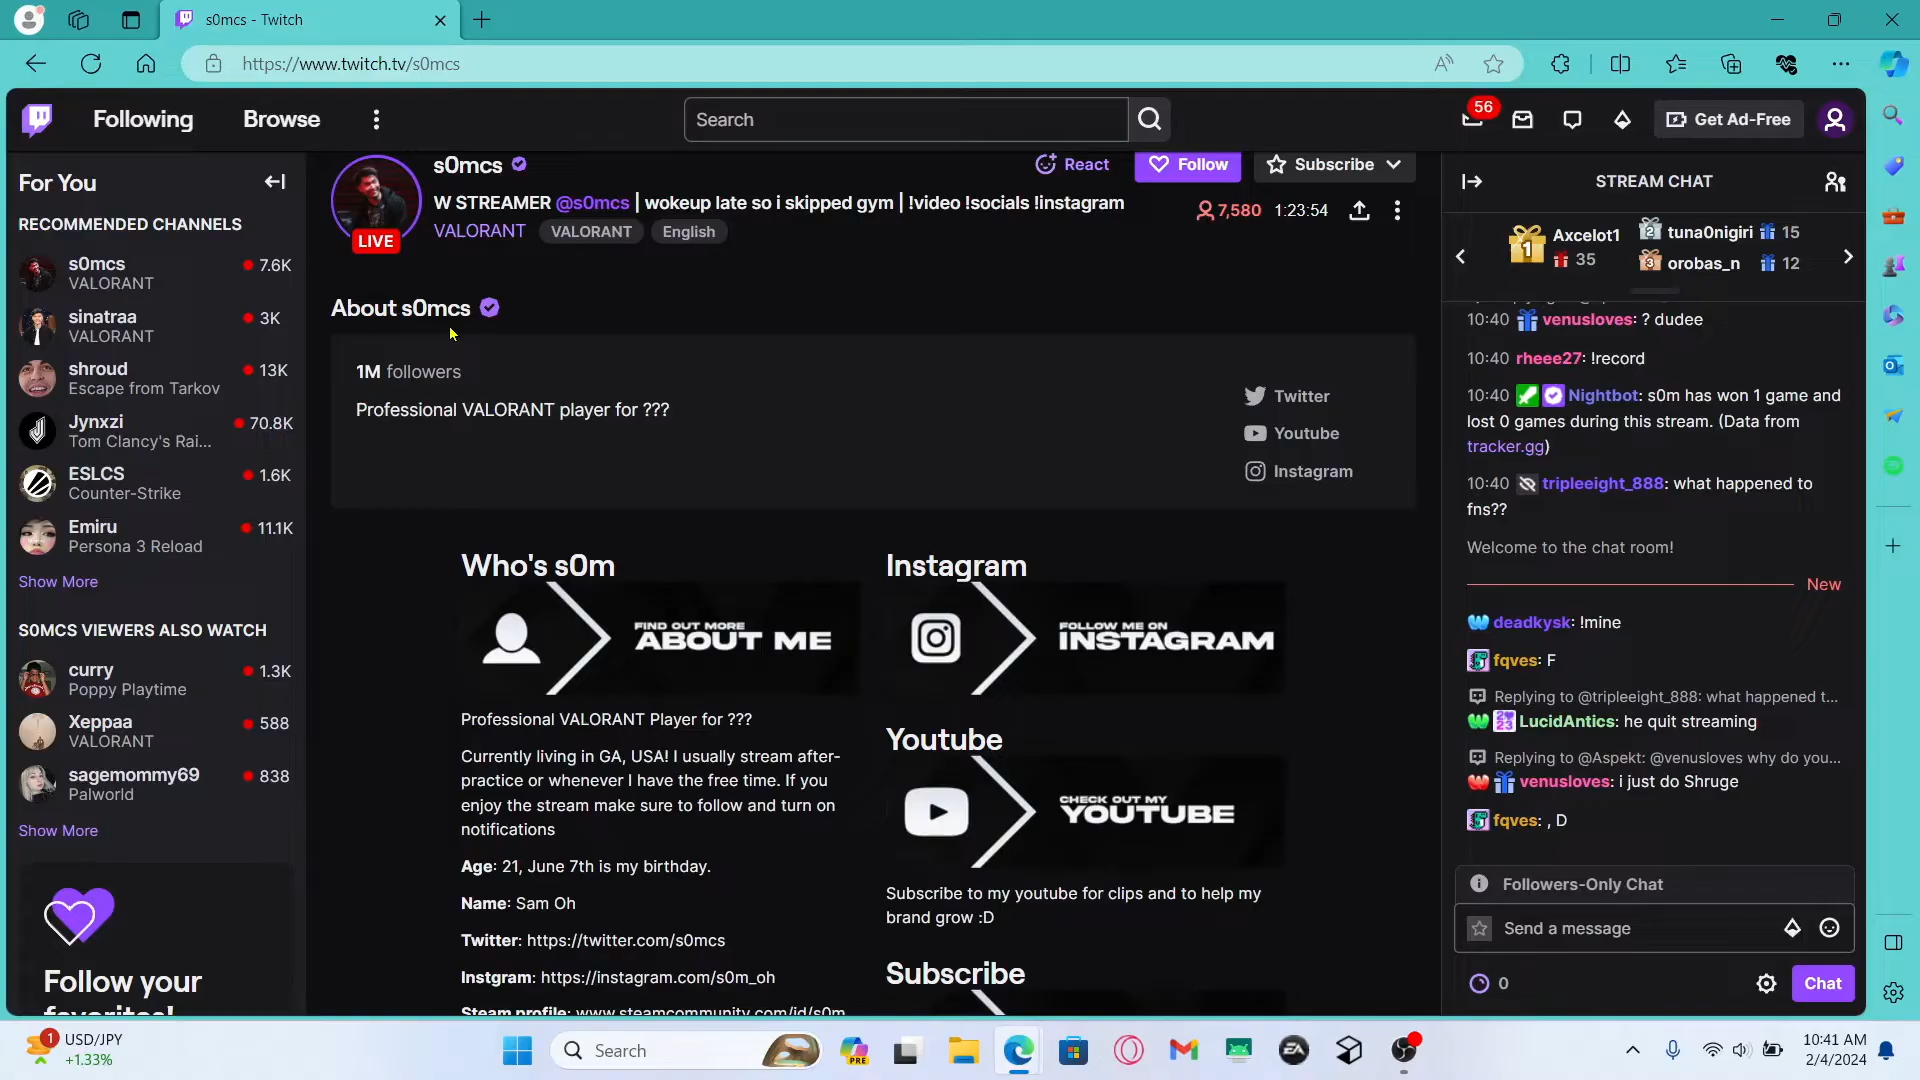 s0mcs - Twitch
https://www.twitch.tv/s0mcs
Following
Browse
Search
56
Get Ad-Free
For You
RECOMMENDED CHANNELS
s0mcs
7.6K
VALORANT
sinatraa
3K
VALORANT
shroud
13K
Escape from Tarkov
Jynxzi
70.8K
Tom Clancy's Rai...
ESLCS
1.6K
Counter-Strike
Emiru
11.1K
Persona 3 Reload
Show More
S0MCS VIEWERS ALSO WATCH
curry
1.3K
Poppy Playtime
Xeppaa
588
VALORANT
sagemommy69
838
Palworld
Show More
Follow your
favorites!
s0mcs
LIVE
React
Follow
Subscribe
W STREAMER @s0mcs | wokeup late so i skipped gym | !video !socials !instagram
VALORANT
VALORANT
English
7,580
1:23:54
About s0mcs
1M followers
Professional VALORANT player for ???
Twitter
Youtube
Instagram
Who's s0m
FIND OUT MORE
ABOUT ME
Professional VALORANT Player for ???
Currently living in GA, USA! I usually stream after-
practice or whenever I have the free time. If you
enjoy the stream make sure to follow and turn on
notifications
Age: 21, June 7th is my birthday.
Name: Sam Oh
Twitter: https://twitter.com/s0mcs
Instgram: https://instagram.com/s0m_oh
Steam profile: www.steamcommunity.com/id/s0m
Instagram
FOLLOW ME ON
INSTAGRAM
Youtube
CHECK OUT MY
YOUTUBE
Subscribe to my youtube for clips and to help my
brand grow :D
Subscribe
STREAM CHAT
1
Axcelot1
35
2
tuna0nigiri
15
3
orobas_n
12
10:40 venusloves: ? dudee
10:40 rheee27: !record
10:40 Nightbot: s0m has won 1 game and
lost 0 games during this stream. (Data from
tracker.gg)
10:40 tripleeight_888: what happened to
fns??
Welcome to the chat room!
New
deadkysk: !mine
fqves: F
Replying to @tripleeight_888: what happened t...
LucidAntics: he quit streaming
Replying to @Aspekt: @venusloves why do you...
venusloves: i just do Shruge
fqves: , D
Followers-Only Chat
Send a message
0
Chat
1
USD/JPY
+1.33%
Search
PRE
EA
10:41 AM
2/4/2024